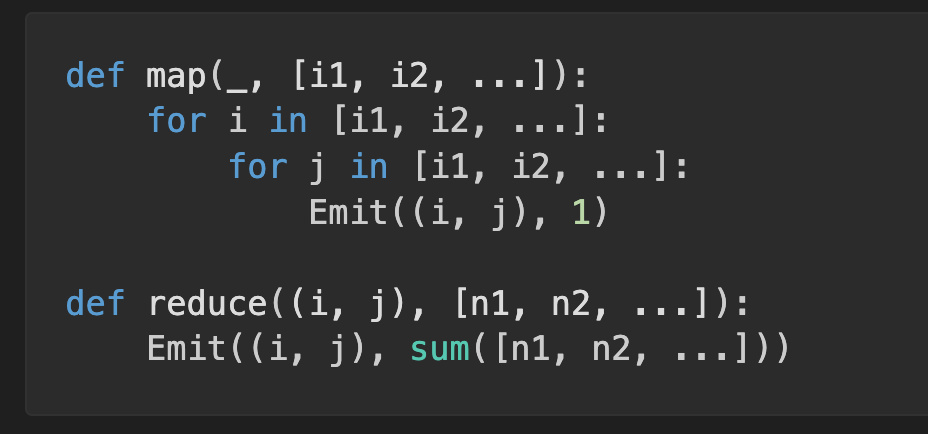 def map(_, [i1, i2, ...]):
    for i in [i1, i2, ...]:
        for j in [i1, i2, ...]:
            Emit((i, j), 1)

def reduce((i, j), [n1, n2, ...]):
    Emit((i, j), sum([n1, n2, ...]))